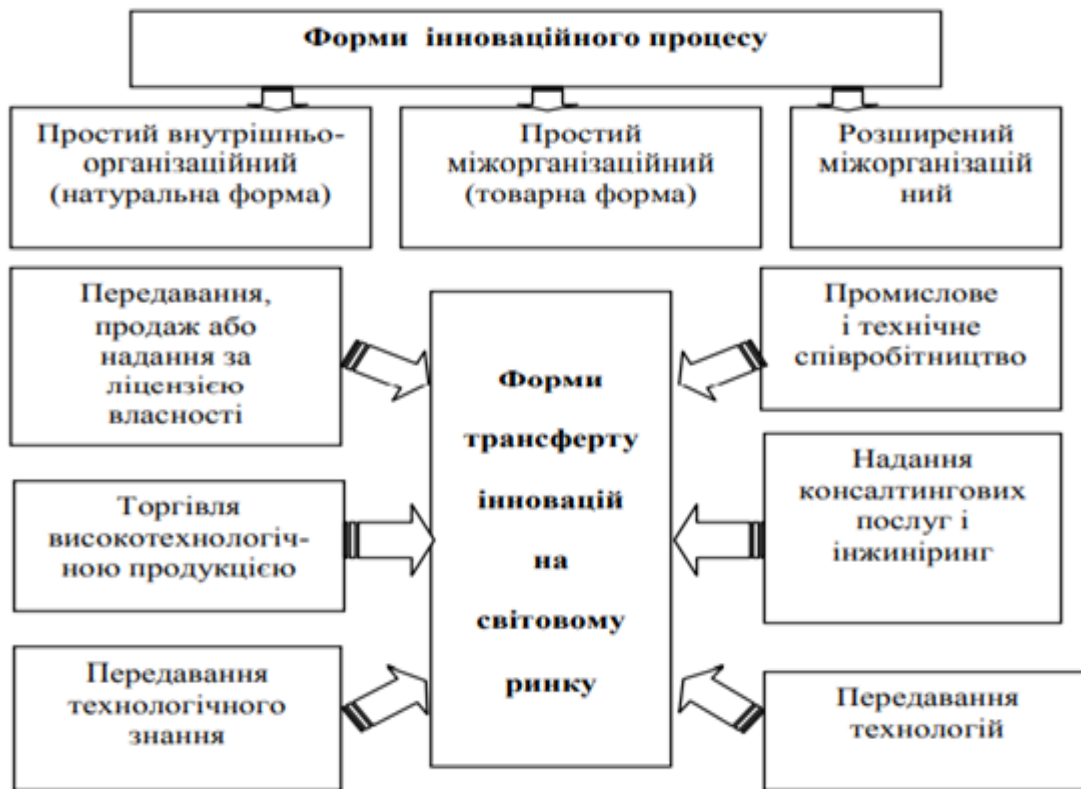 Форми інноваційного процесу
Простий внутрішньо-
організаційний
(натуральна форма)
Простий
міжорганізаційний
(товарна форма)
Розширений
міжорганізацій
ний
Передавання,
продаж або
надання за
ліцензією
власності
Торгівля
високотехнологіч-
ною продукцією
Передавання
технологічного
знання
Форми
трансферту
інновацій
на
світовому
ринку
Промислове
і технічне
співробітництво
Надання
консалтингових
послуг і
інжиніринг
Передавання
технологій